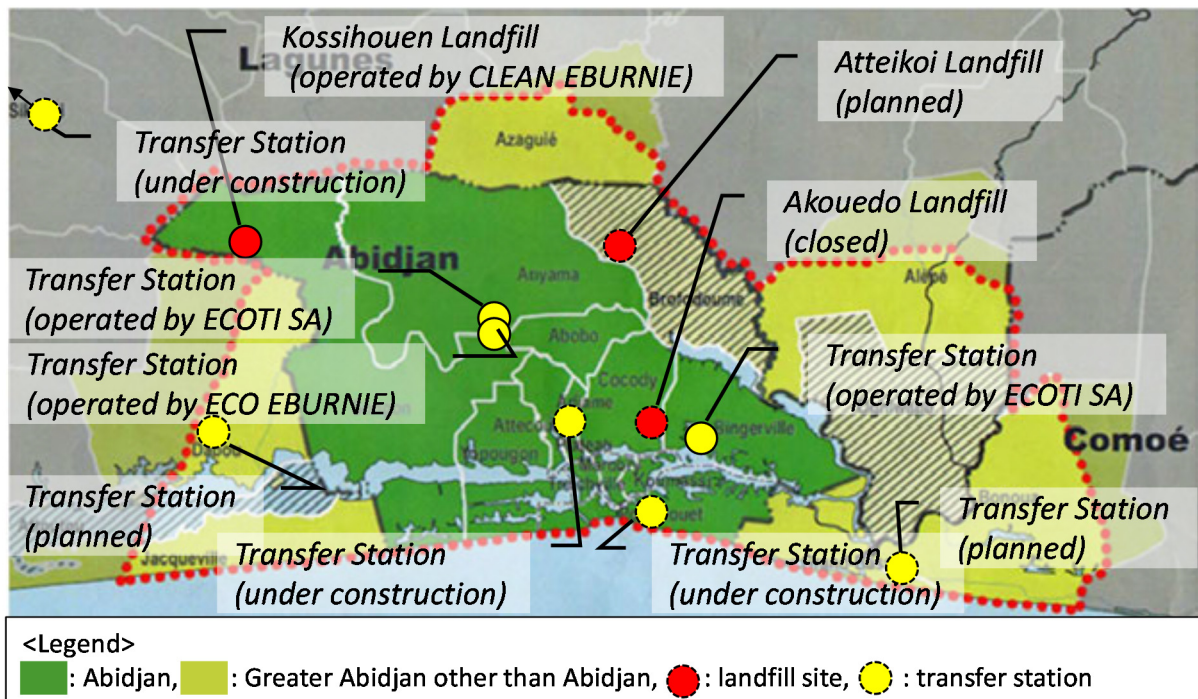 Kossihouen Landfill
(operated by CLEAN EBURNIE)
Lagunes
Atteikoi Landfill
(planned)
Transfer Station
(under construction)
Azaguié
Akouedo Landfill
(closed)
Abidjan
Anyama
Alépé
Brofodoume
Transfer Station
(operated by ECOTI SA)
Abobo
Transfer Station
(operated by ECO EBURNIE)
Cocody
Transfer Station
(operated by ECOTI SA)
Bingerville
Comoé
Dabou
Yopougon
Transfer Station
(planned)
Bonoua
Transfer Station
(planned)
Jacqueville
Transfer Station
(under construction)
Transfer Station
(under construction)
<Legend>
: Abidjan, : Greater Abidjan other than Abidjan, : landfill site, : transfer station